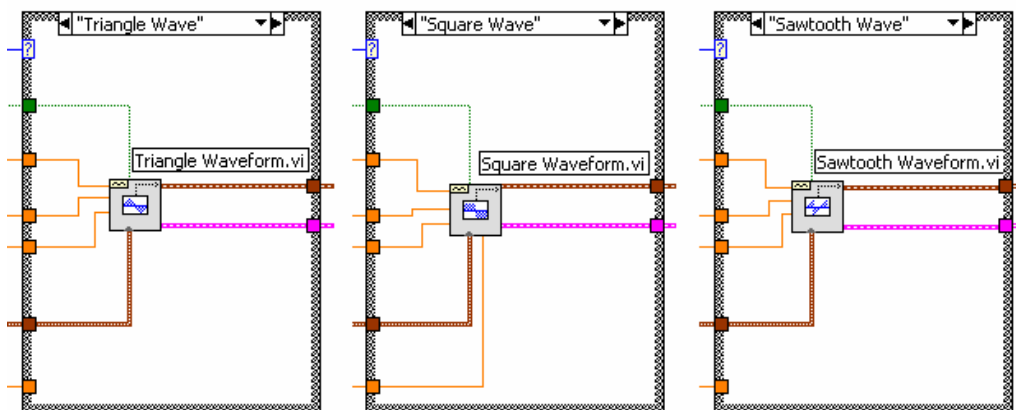 "Triangle Wave"
?
Triangle Waveform.vi
"Square Wave"
?
Square Waveform.vi
"Sawtooth Wave"
?
Sawtooth Waveform.vi